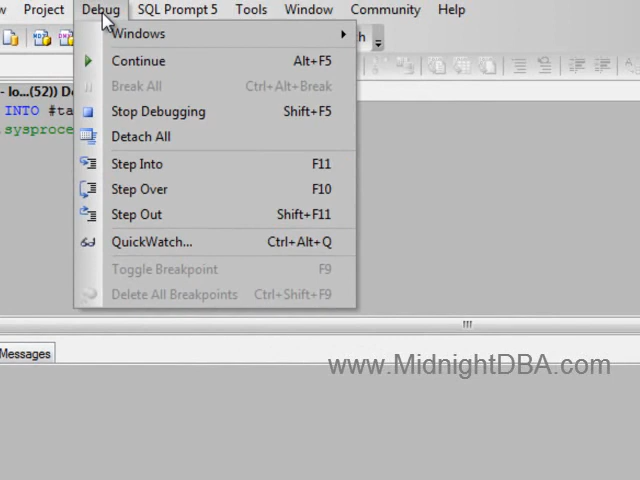 Project Debug SQL Prompt 5 Tools Window Community Help
Windows
Continue Alt+F5
Break All Ctrl+Alt+Break
Stop Debugging Shift+F5
Detach All
Step Into F11
Step Over F10
Step Out Shift+F11
QuickWatch... Ctrl+Alt+Q
Toggle Breakpoint F9
Delete All Breakpoints Ctrl+Shift+F9
- lo...(52)) D
INTO #ta
.sysproce
Messages
www.MidnightDBA.com